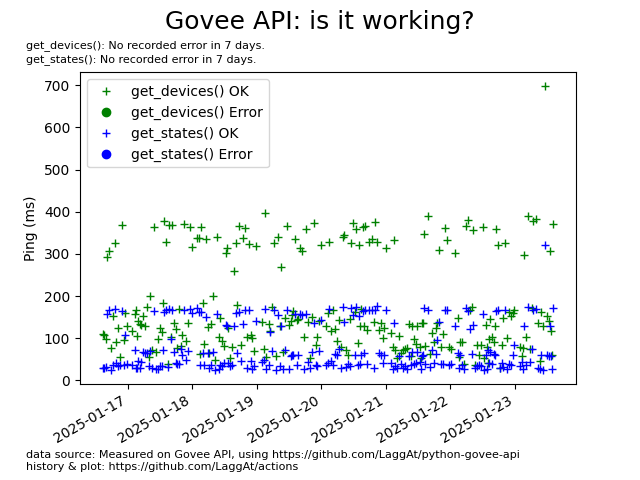 Govee API: is it working?
get_devices(): No recorded error in 7 days.
get_states(): No recorded error in 7 days.
get_devices() OK
get_devices() Error
get_states() OK
get_states() Error
Ping (ms)
700
600
500
400
300
200
100
0
2025-01-17
2025-01-18
2025-01-19
2025-01-20
2025-01-21
2025-01-22
2025-01-23
data source: Measured on Govee API, using https://github.com/LaggAt/python-govee-api
history & plot: https://github.com/LaggAt/actions